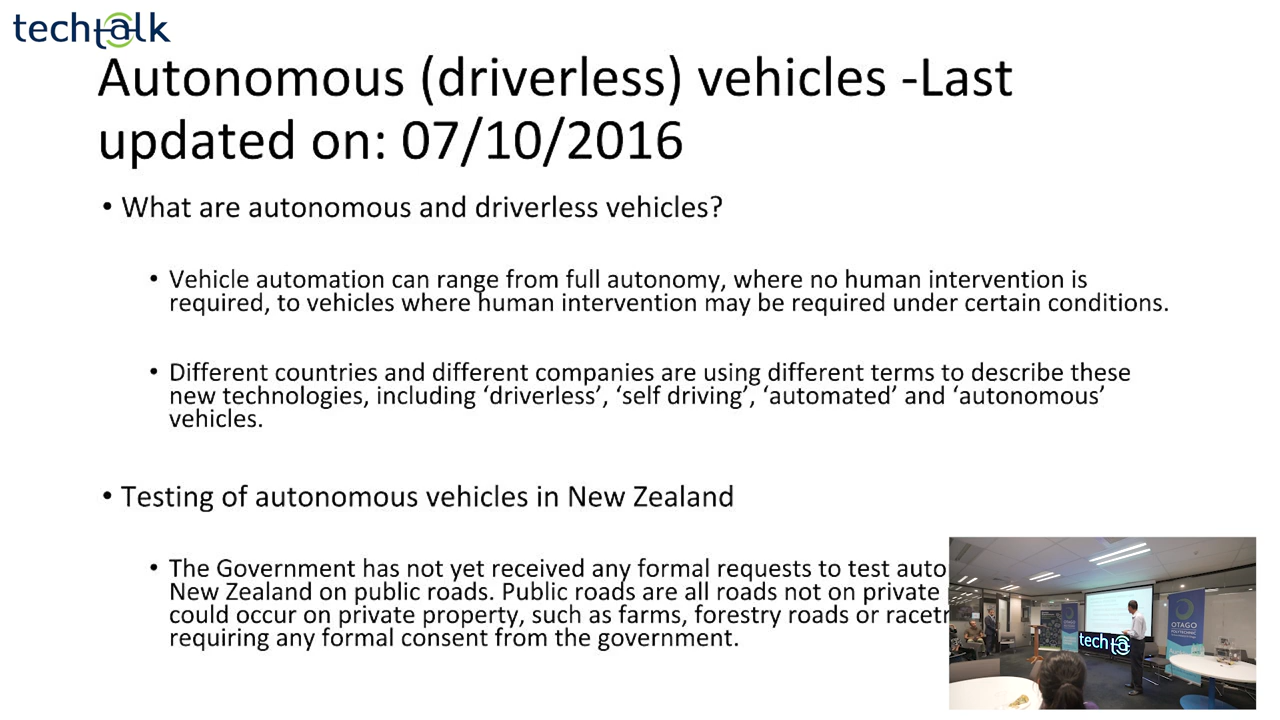 techtalk
Autonomous (driverless) vehicles -Last
updated on: 07/10/2016
• What are autonomous and driverless vehicles?
• Vehicle automation can range from full autonomy, where no human intervention is
required, to vehicles where human intervention may be required under certain conditions.
• Different countries and different companies are using different terms to describe these
new technologies, including ‘driverless’, ‘self driving’, ‘automated’ and ‘autonomous’
vehicles.
• Testing of autonomous vehicles in New Zealand
• The Government has not yet received any formal requests to test auto
New Zealand on public roads. Public roads are all roads not on private
could occur on private property, such as farms, forestry roads or racetr
requiring any formal consent from the government.
OTAGO
POLYTECHNIC
tech ta